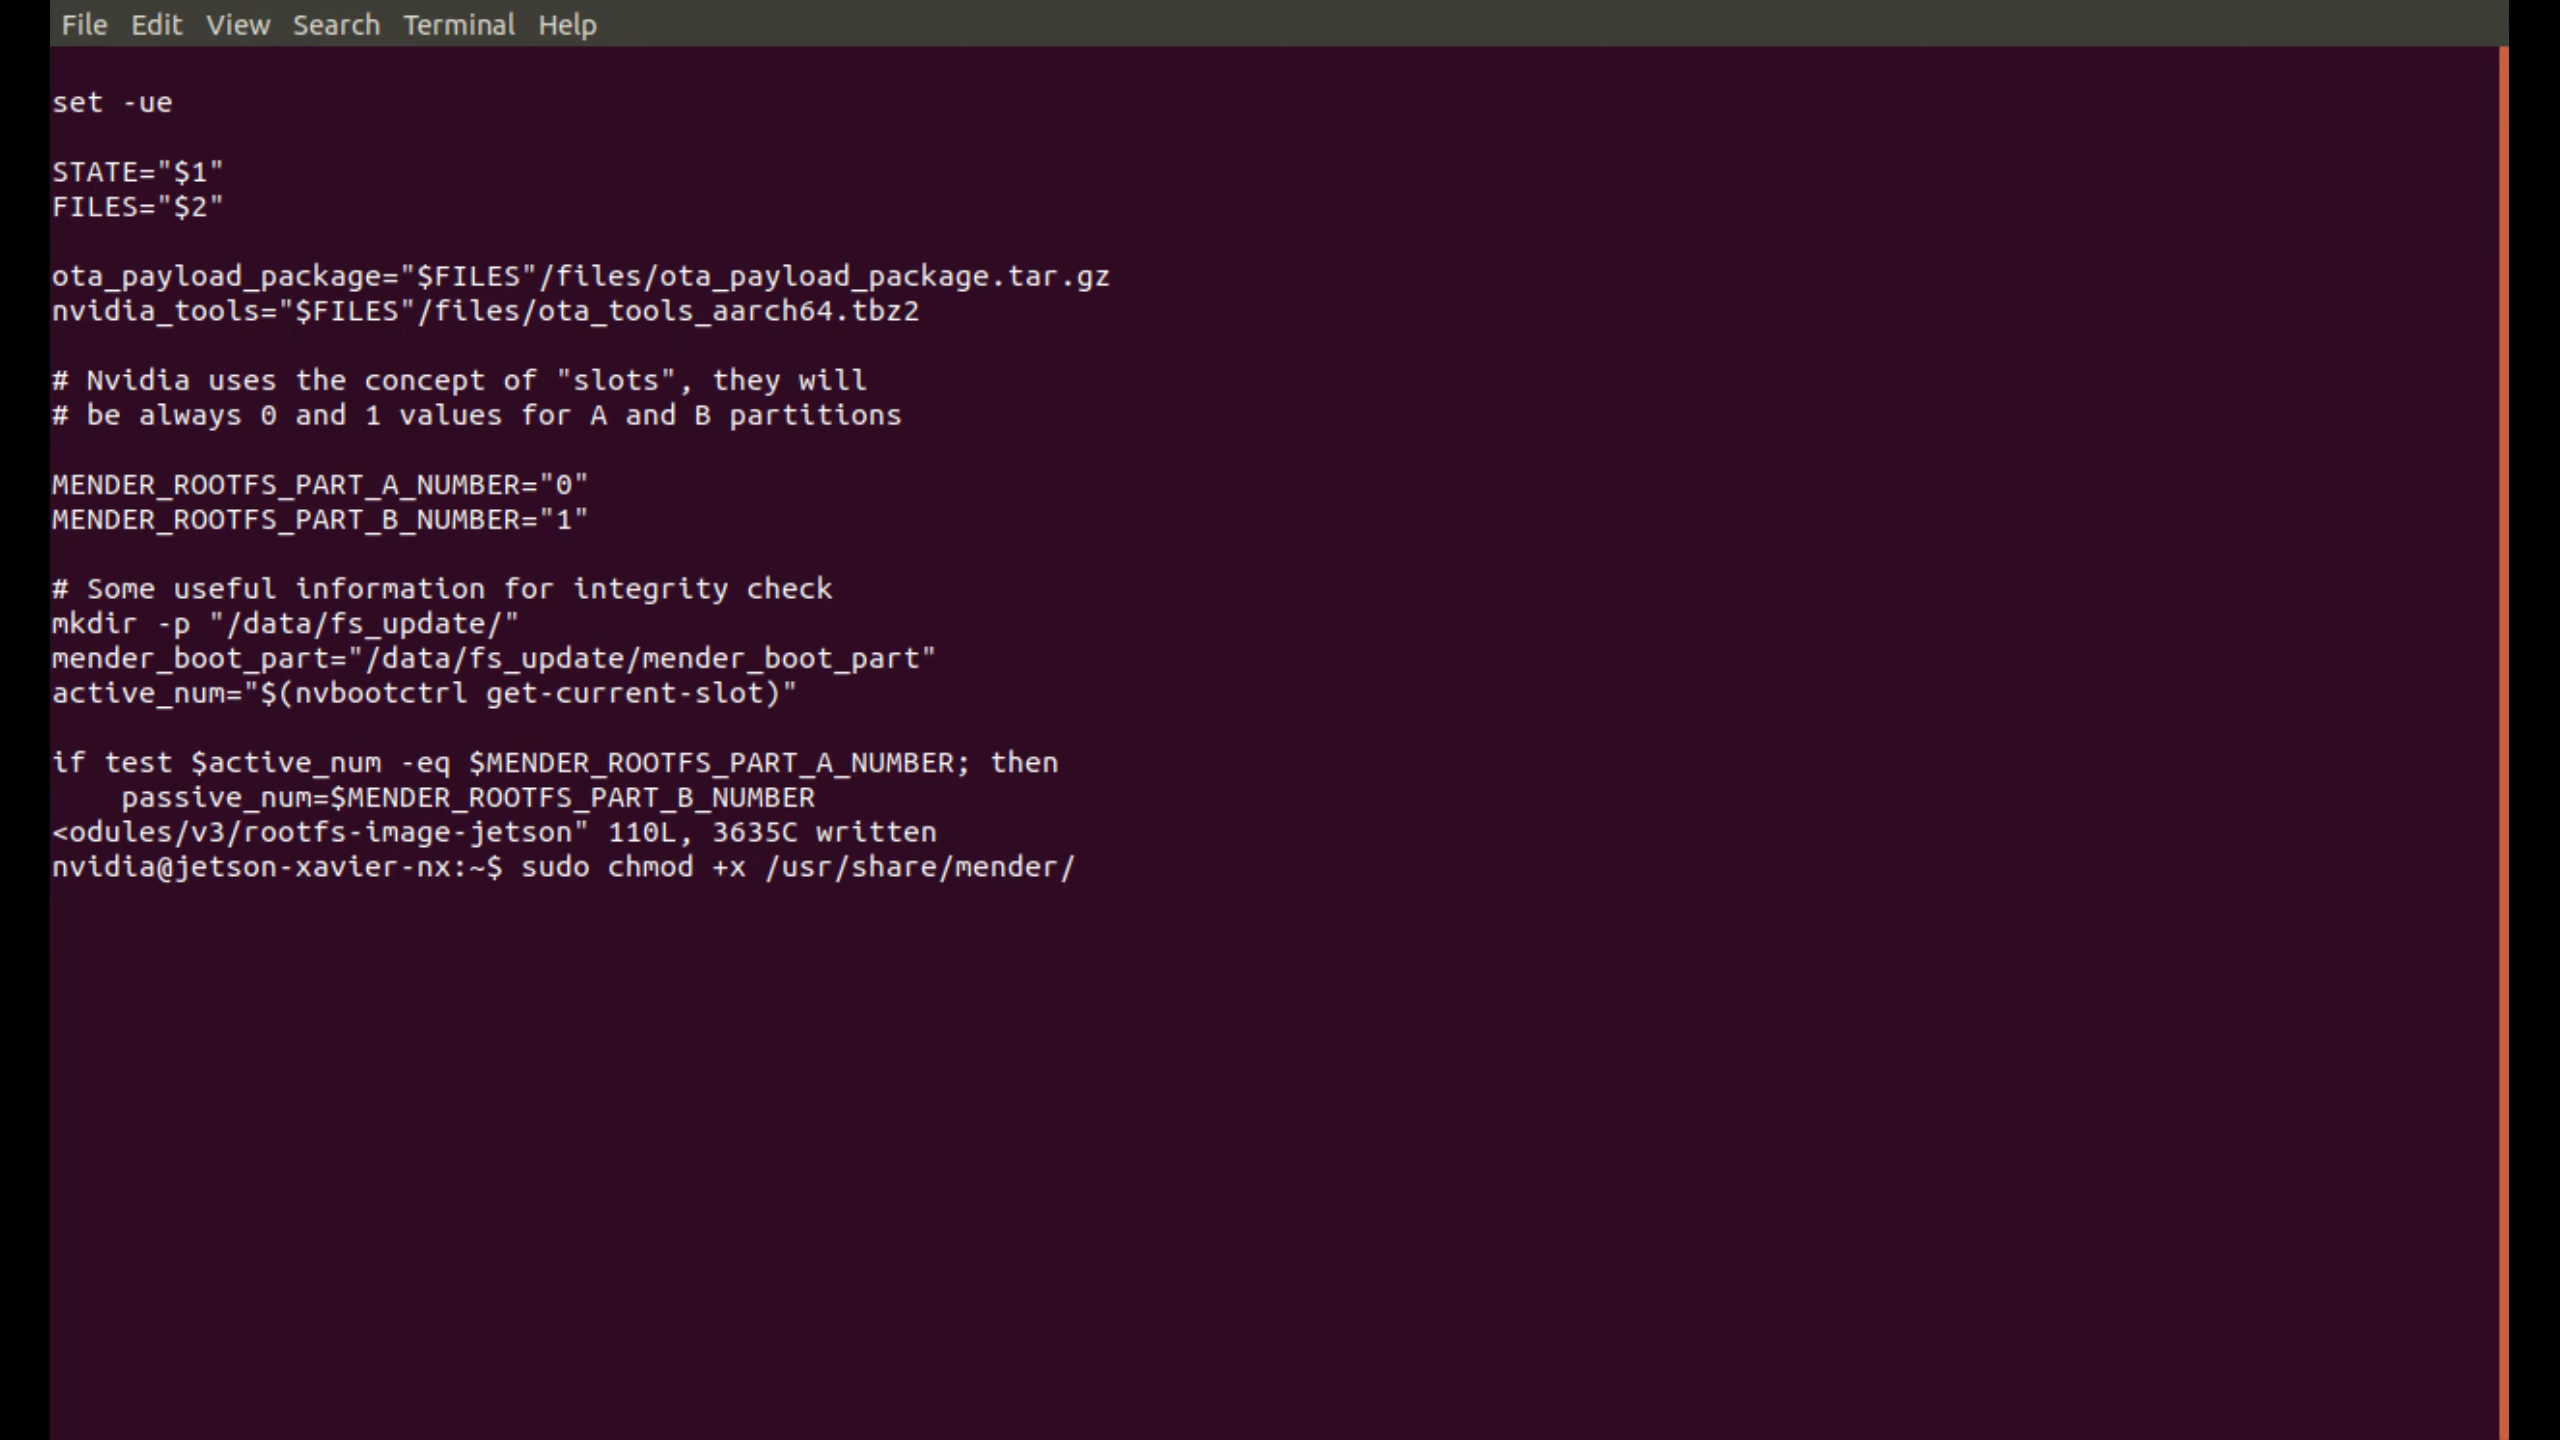 File Edit View Search Terminal Help
set -ue
STATE="$1"
FILES="$2"
ota_payload_package="$FILES"/files/ota_payload_package.tar.gz
nvidia_tools="$FILES"/files/ota_tools_aarch64.tbz2
# Nvidia uses the concept of "slots", they will
# be always 0 and 1 values for A and B partitions
MENDER_ROOTFS_PART_A_NUMBER="0"
MENDER_ROOTFS_PART_B_NUMBER="1"
# Some useful information for integrity check
mkdir -p "/data/fs_update/"
mender_boot_part="/data/fs_update/mender_boot_part"
active_num="$(nvbootctrl get-current-slot)"
if test $active_num -eq $MENDER_ROOTFS_PART_A_NUMBER; then
    passive_num=$MENDER_ROOTFS_PART_B_NUMBER
<odules/v3/rootfs-image-jetson" 110L, 3635C written
nvidia@jetson-xavier-nx:~$ sudo chmod +x /usr/share/mender/